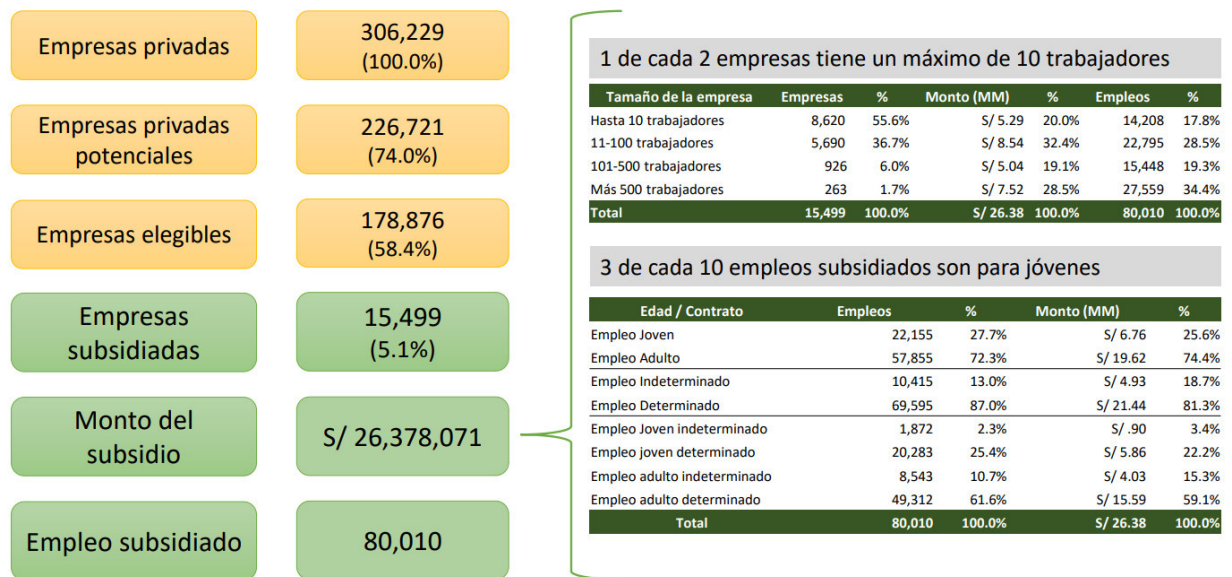 Empresas privadas
306,229
(100.0%)
Empresas privadas
potenciales
226,721
(74.0%)
Empresas elegibles
178,876
(58.4%)
Empresas
subsidiadas
15,499
(5.1%)
Monto del
subsidio
S/ 26,378,071
Empleo subsidiado
80,010
1 de cada 2 empresas tiene un máximo de 10 trabajadores
Tamaño de la empresa Empresas % Monto (MM) % Empleos %
Hasta 10 trabajadores 8,620 55.6% S/ 5.29 20.0% 14,208 17.8%
11-100 trabajadores 5,690 36.7% S/ 8.54 32.4% 22,795 28.5%
101-500 trabajadores 926 6.0% S/ 5.04 19.1% 15,448 19.3%
Más 500 trabajadores 263 1.7% S/ 7.52 28.5% 27,559 34.4%
Total 15,499 100.0% S/ 26.38 100.0% 80,010 100.0%
3 de cada 10 empleos subsidiados son para jóvenes
Edad / Contrato Empleos % Monto (MM) %
Empleo Joven 22,155 27.7% S/ 6.76 25.6%
Empleo Adulto 57,855 72.3% S/ 19.62 74.4%
Empleo Indeterminado 10,415 13.0% S/ 4.93 18.7%
Empleo Determinado 69,595 87.0% S/ 21.44 81.3%
Empleo Joven indeterminado 1,872 2.3% S/ .90 3.4%
Empleo joven determinado 20,283 25.4% S/ 5.86 22.2%
Empleo adulto indeterminado 8,543 10.7% S/ 4.03 15.3%
Empleo adulto determinado 49,312 61.6% S/ 15.59 59.1%
Total 80,010 100.0% S/ 26.38 100.0%